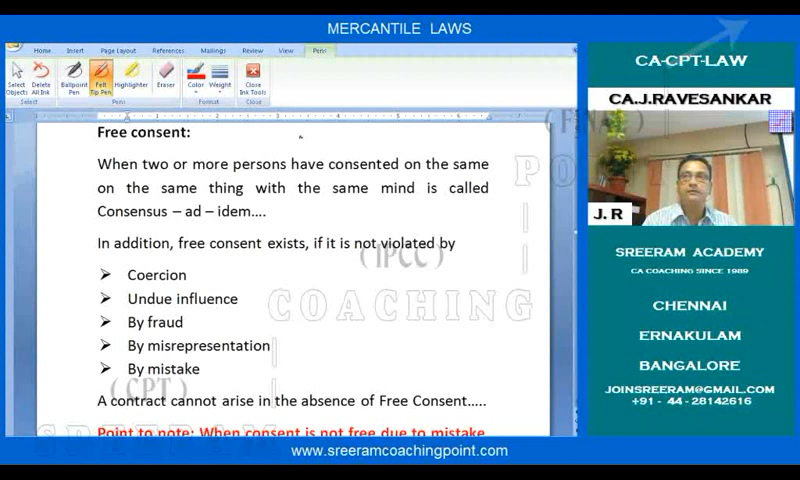 MERCANTILE LAWS
Home Insert Page Layout References Mailings Review View Pens
Select Objects Delete All Ink Ballpoint Pen Felt Tip Pen Highlighter Eraser Color Weight Close Ink Tools
Select Pens Format Close
Free consent:
When two or more persons have consented on the same
on the same thing with the same mind is called
Consensus – ad – idem....
In addition, free consent exists, if it is not violated by
Coercion
Undue influence
By fraud
By misrepresentation
By mistake
A contract cannot arise in the absence of Free Consent.....
Point to note: When consent is not free due to mistake
(FINAL)
(IPCC)
COACHING
(CPT)
SREERAM
CA-CPT-LAW
CA.J.RAVESANKAR
J. R
SREERAM ACADEMY
CA COACHING SINCE 1989
CHENNAI
ERNAKULAM
BANGALORE
JOINSREERAM@GMAIL.COM
+91 - 44 - 28142616
www.sreeramcoachingpoint.com